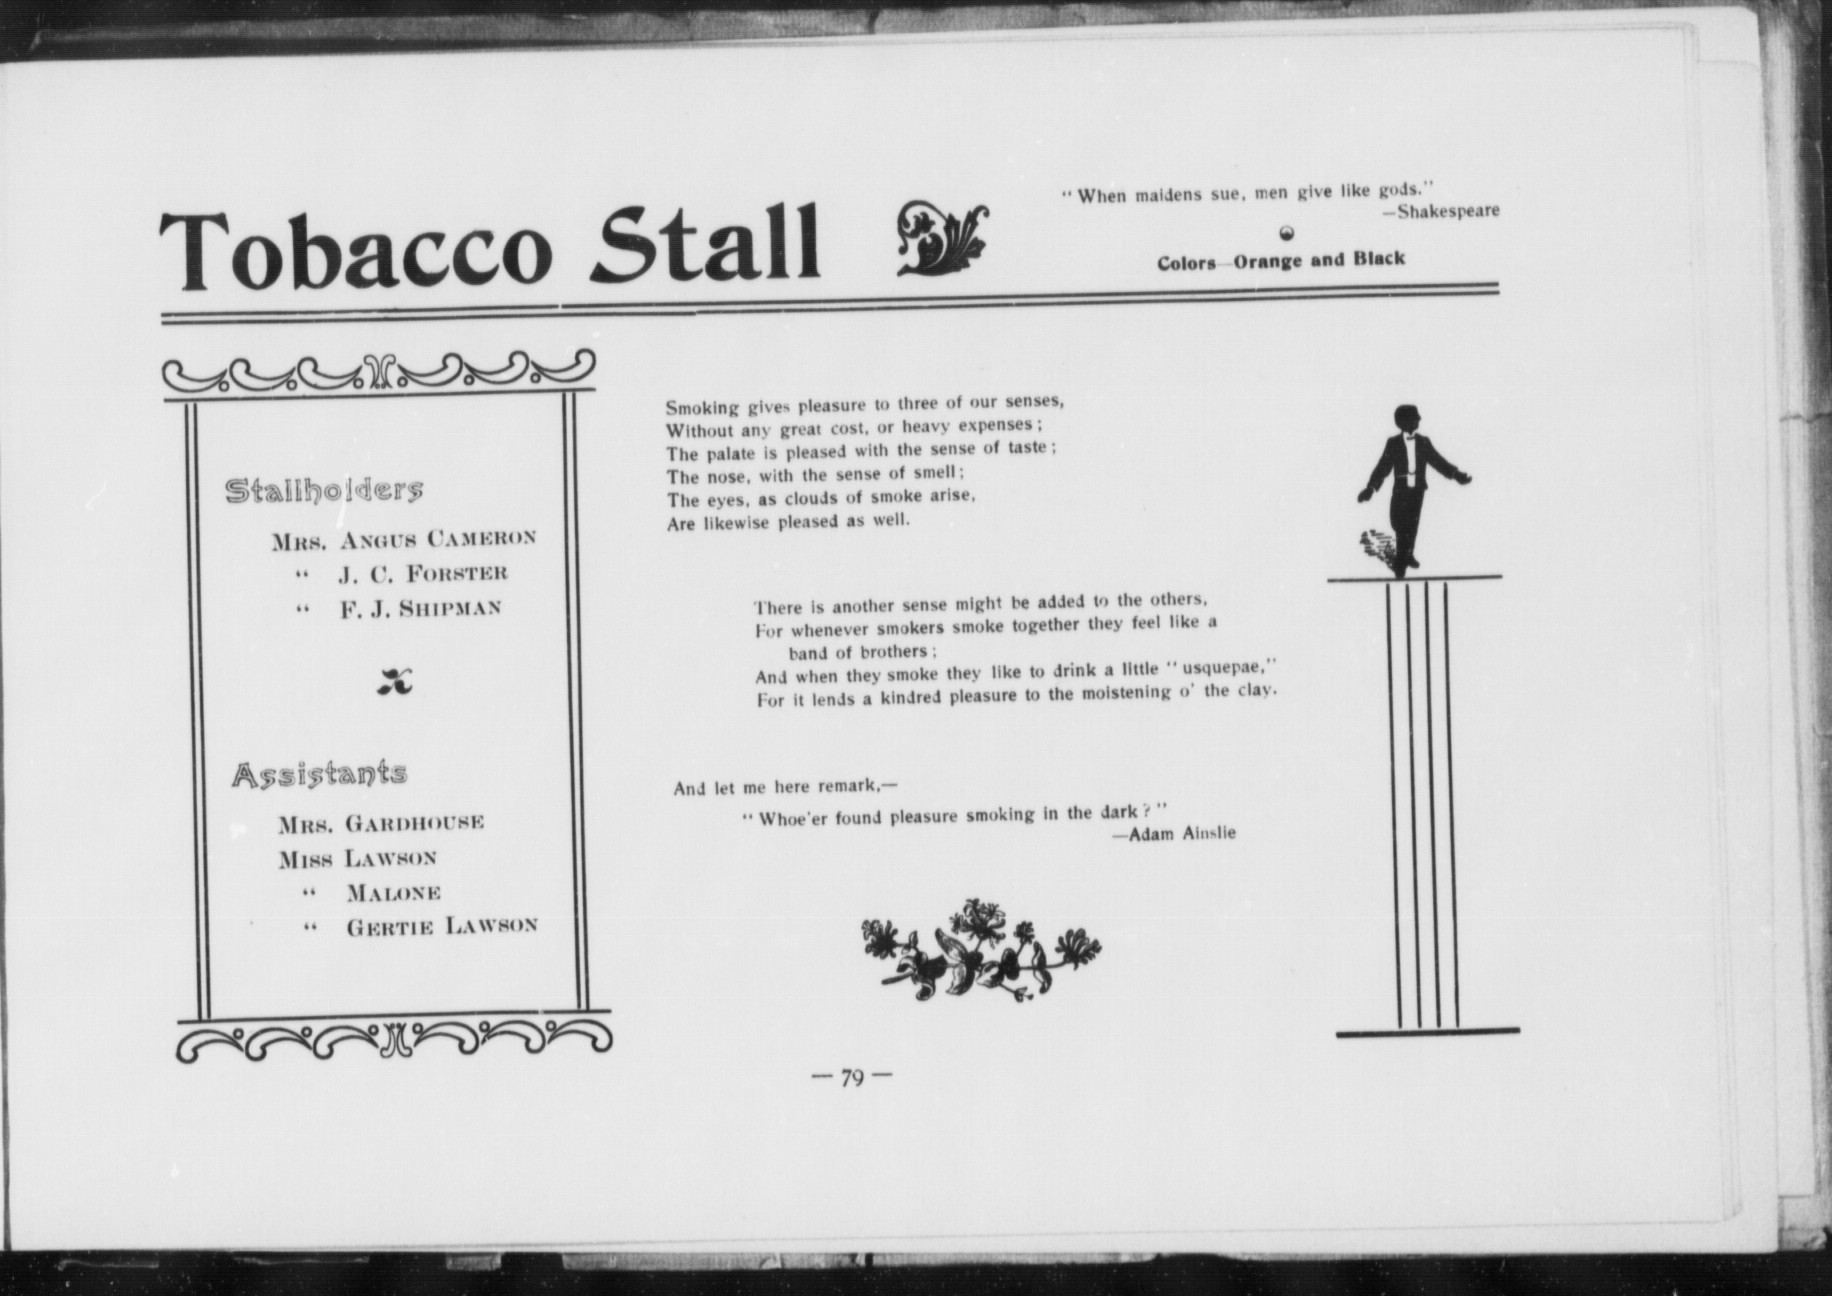 Tobacco Stall
“ When maidens sue, men give like gods.”
—Shakespeare
Colors—Orange and Black
Stallholders
MRS. ANGUS CAMERON
“ J. C. FORSTER
“ F. J. SHIPMAN
Assistants
MRS. GARDHOUSE
MISS LAWSON
“ MALONE
“ GERTIE LAWSON
Smoking gives pleasure to three of our senses,
Without any great cost, or heavy expenses ;
The palate is pleased with the sense of taste ;
The nose, with the sense of smell ;
The eyes, as clouds of smoke arise,
Are likewise pleased as well.
There is another sense might be added to the others,
For whenever smokers smoke together they feel like a
band of brothers ;
And when they smoke they like to drink a little “ usquepae,”
For it lends a kindred pleasure to the moistening o’ the clay.
And let me here remark,—
“ Whoe’er found pleasure smoking in the dark ? ”
—Adam Ainslie
— 79 —